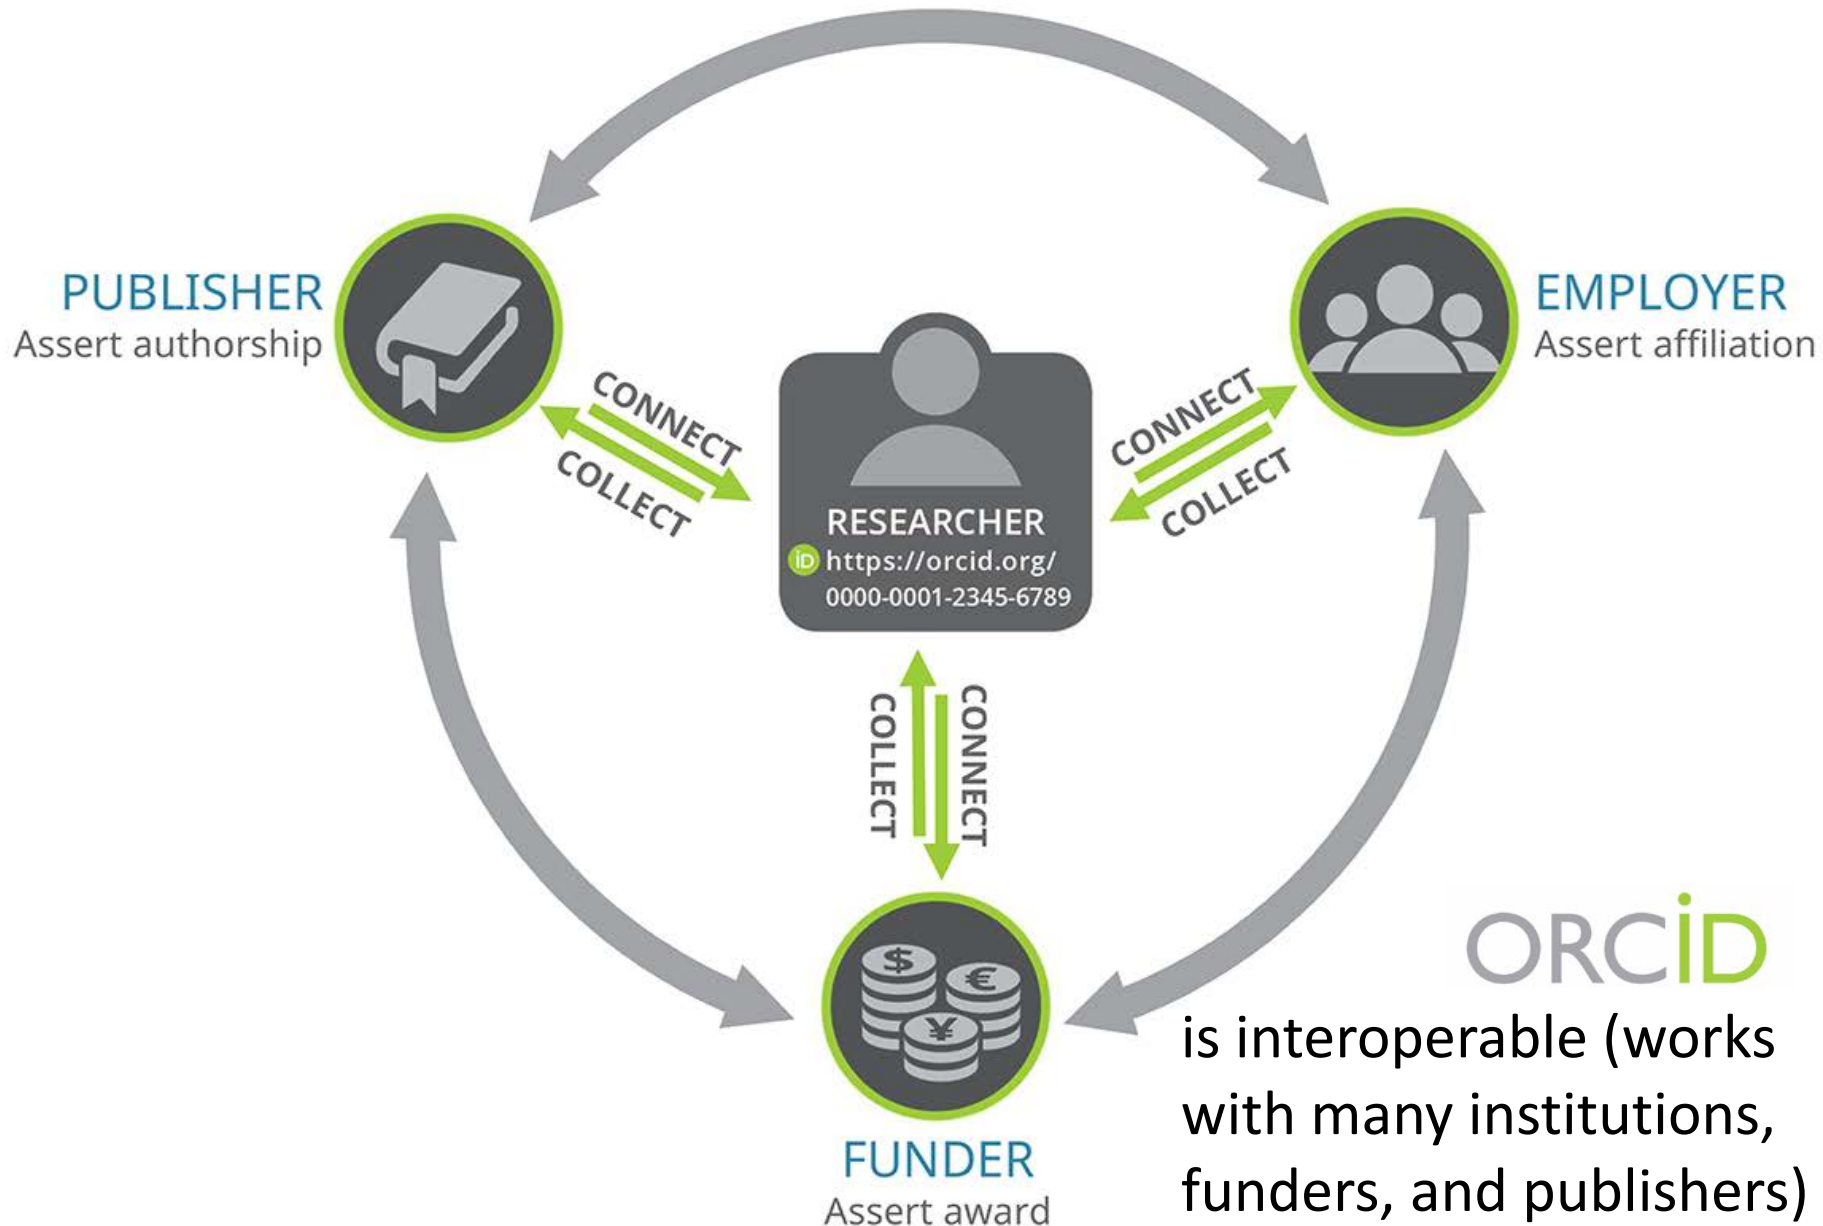 PUBLISHER
Assert authorship
EMPLOYER
Assert affiliation
CONNECT
COLLECT
CONNECT
COLLECT
RESEARCHER
iD https://orcid.org/
0000-0001-2345-6789
COLLECT
CONNECT
$
€
¥
FUNDER
Assert award
ORCiD
is interoperable (works
with many institutions,
funders, and publishers)